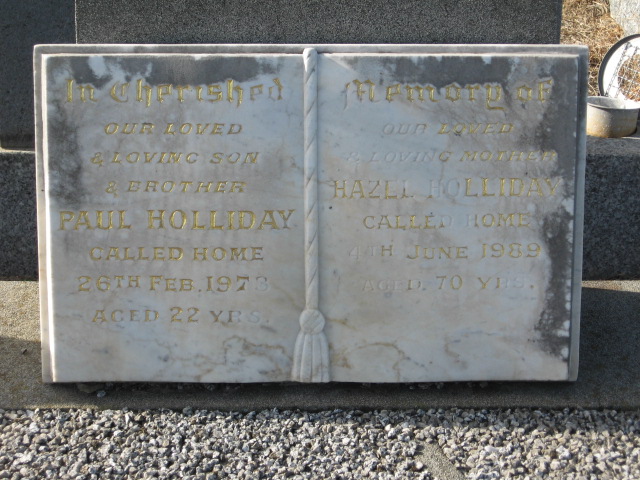 In Cherished
OUR LOVED
& LOVING SON
& BROTHER
PAUL HOLLIDAY
CALLED HOME
26TH FEB. 1973
AGED 22 YRS.
Memory of
OUR LOVED
& LOVING MOTHER
HAZEL HOLLIDAY
CALLED HOME
4TH JUNE 1989
AGED 70 YRS.